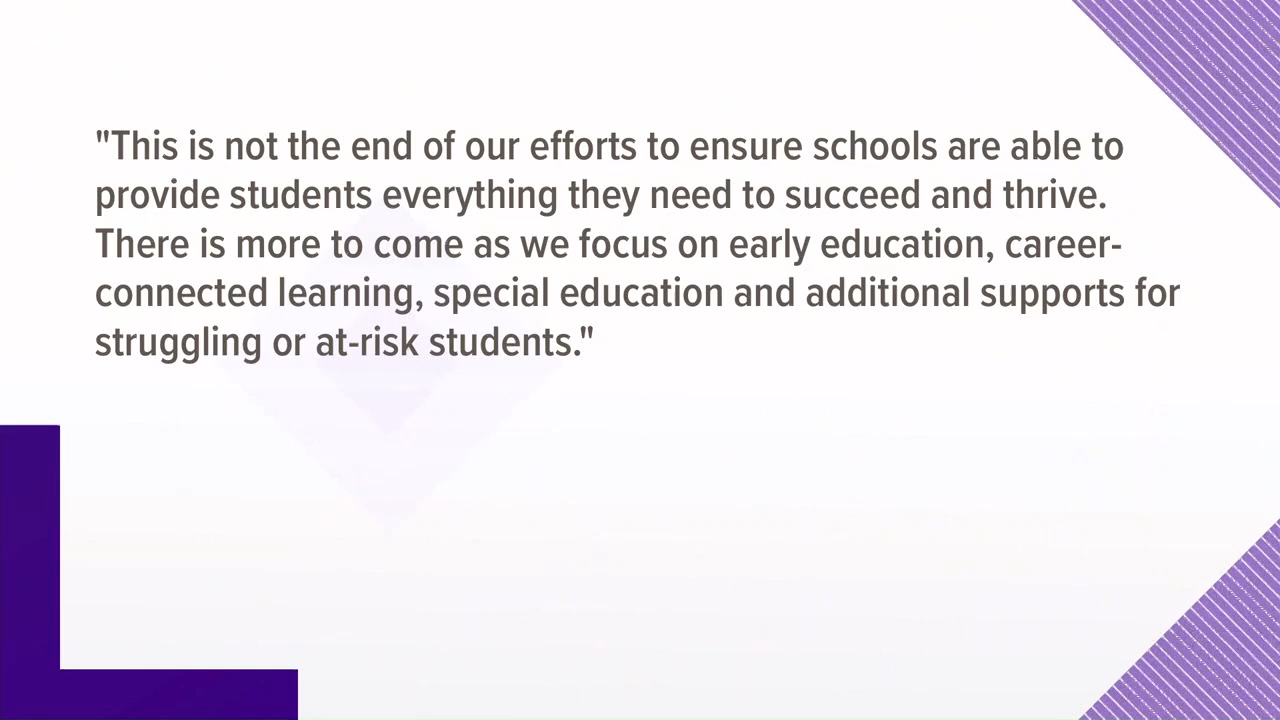 "This is not the end of our efforts to ensure schools are able to
provide students everything they need to succeed and thrive.
There is more to come as we focus on early education, career-
connected learning, special education and additional supports for
struggling or at-risk students."